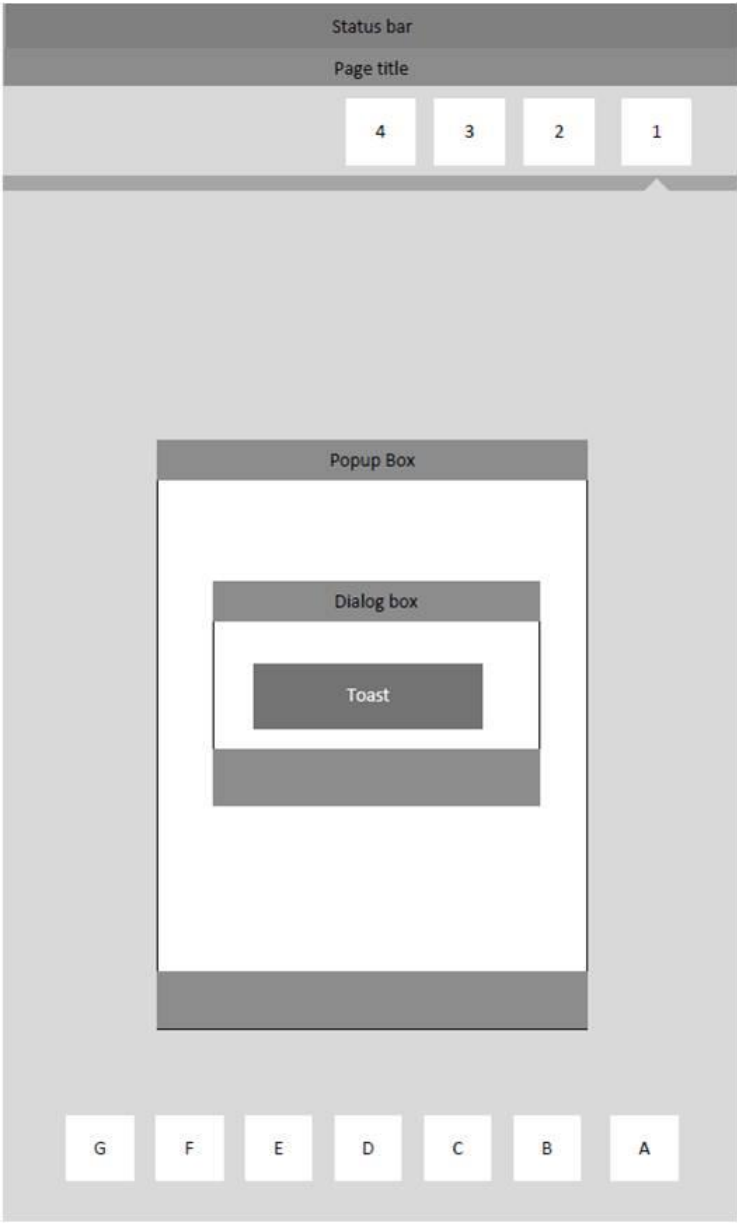 Status bar
Page title
4 3 2 1
Popup Box
Dialog box
Toast
G F E D C B A